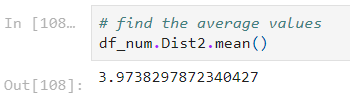 In [108… # find the average values
df_num.Dist2.mean()
Out[108]: 3.9738297872340427